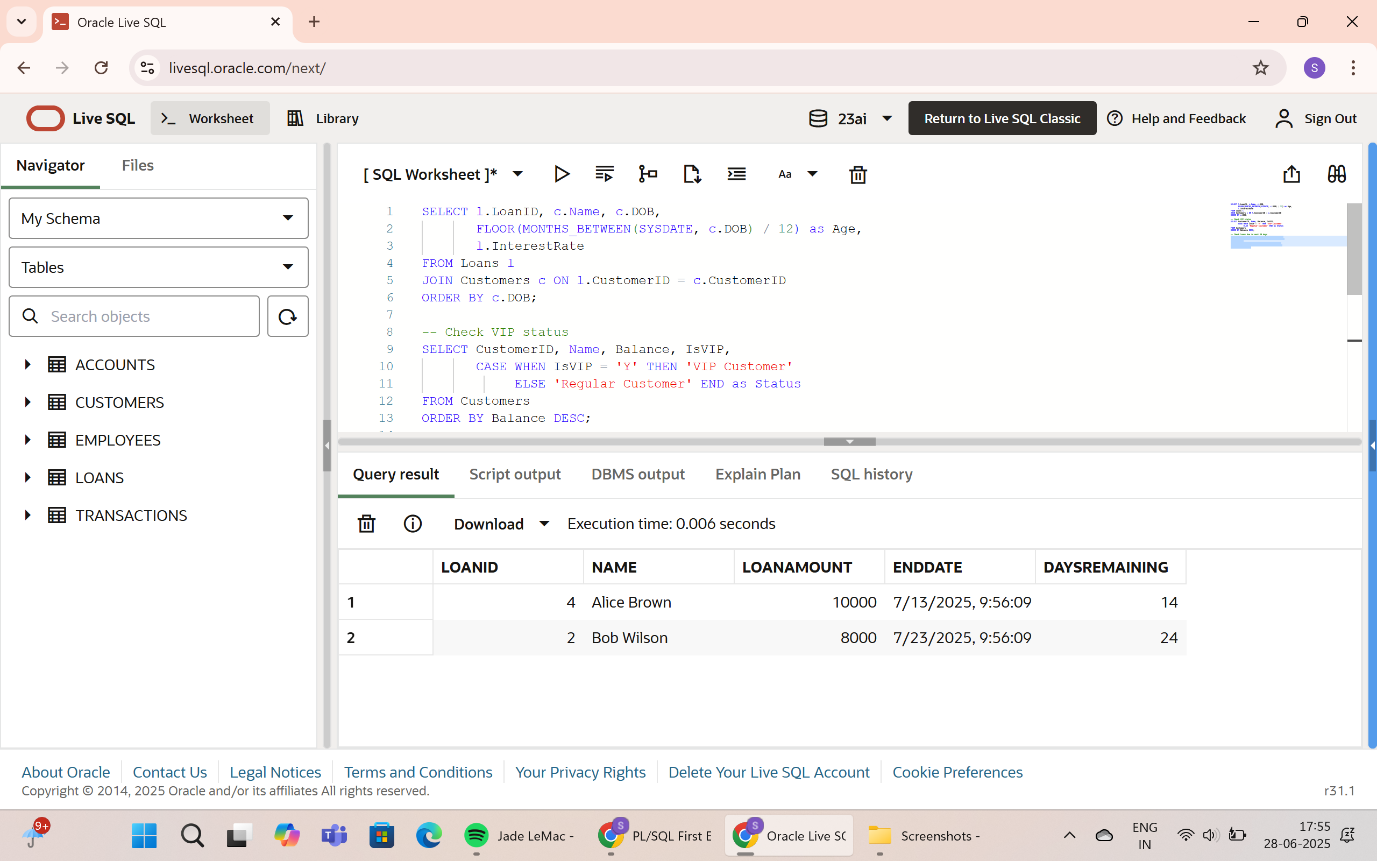 Oracle Live SQL
livesql.oracle.com/next/
S
Live SQL
Worksheet
Library
23ai
Return to Live SQL Classic
Help and Feedback
Sign Out
Navigator
Files
My Schema
Tables
Search objects
ACCOUNTS
CUSTOMERS
EMPLOYEES
LOANS
TRANSACTIONS
[ SQL Worksheet ]*
Aa
1 SELECT l.LoanID, c.Name, c.DOB,
2 FLOOR(MONTHS_BETWEEN(SYSDATE, c.DOB) / 12) as Age,
3 l.InterestRate
4 FROM Loans l
5 JOIN Customers c ON l.CustomerID = c.CustomerID
6 ORDER BY c.DOB;
7
8 -- Check VIP status
9 SELECT CustomerID, Name, Balance, IsVIP,
10 CASE WHEN IsVIP = 'Y' THEN 'VIP Customer'
11 ELSE 'Regular Customer' END as Status
12 FROM Customers
13 ORDER BY Balance DESC;
Query result
Script output
DBMS output
Explain Plan
SQL history
Download
Execution time: 0.006 seconds
LOANID NAME LOANAMOUNT ENDDATE DAYSREMAINING
1 4 Alice Brown 10000 7/13/2025, 9:56:09 14
2 2 Bob Wilson 8000 7/23/2025, 9:56:09 24
About Oracle
Contact Us
Legal Notices
Terms and Conditions
Your Privacy Rights
Delete Your Live SQL Account
Cookie Preferences
Copyright © 2014, 2025 Oracle and/or its affiliates All rights reserved.
r31.1
9+
Jade LeMac -
S
PL/SQL First E
S
Oracle Live SQ
Screenshots -
ENG
IN
17:55
28-06-2025